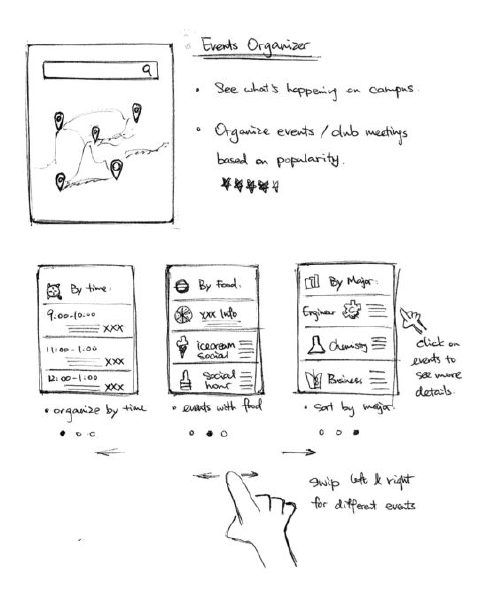 Events Organizer
• See what's happening on campus.
• Organize events / club meetings
based on popularity.
By time.
9:00-10:00
XXX
11:00-1:00
XXX
12:00-1:00
XXX
• organize by time
By Food.
XXX Info
icecream
social
Social
hour
• events with food
By Major.
Engineer
Chemistry
Business
• Sort by major.
click on
events to
see more
details.
swip left & right
for different events